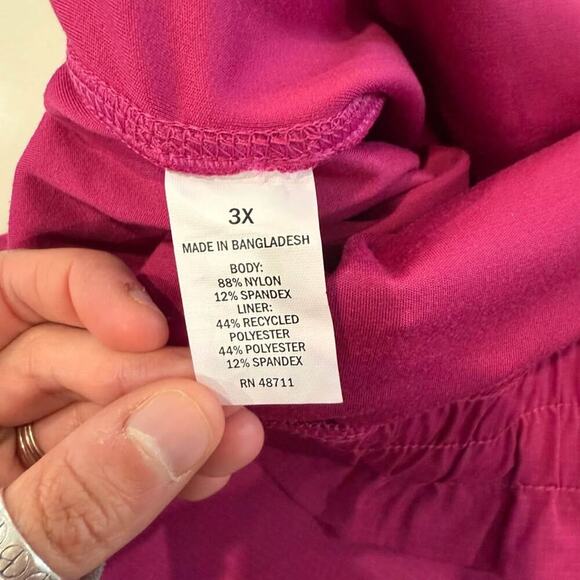 3X
MADE IN BANGLADESH
BODY:
88% NYLON
12% SPANDEX
LINER:
44% RECYCLED
POLYESTER
44% POLYESTER
12% SPANDEX
RN 48711